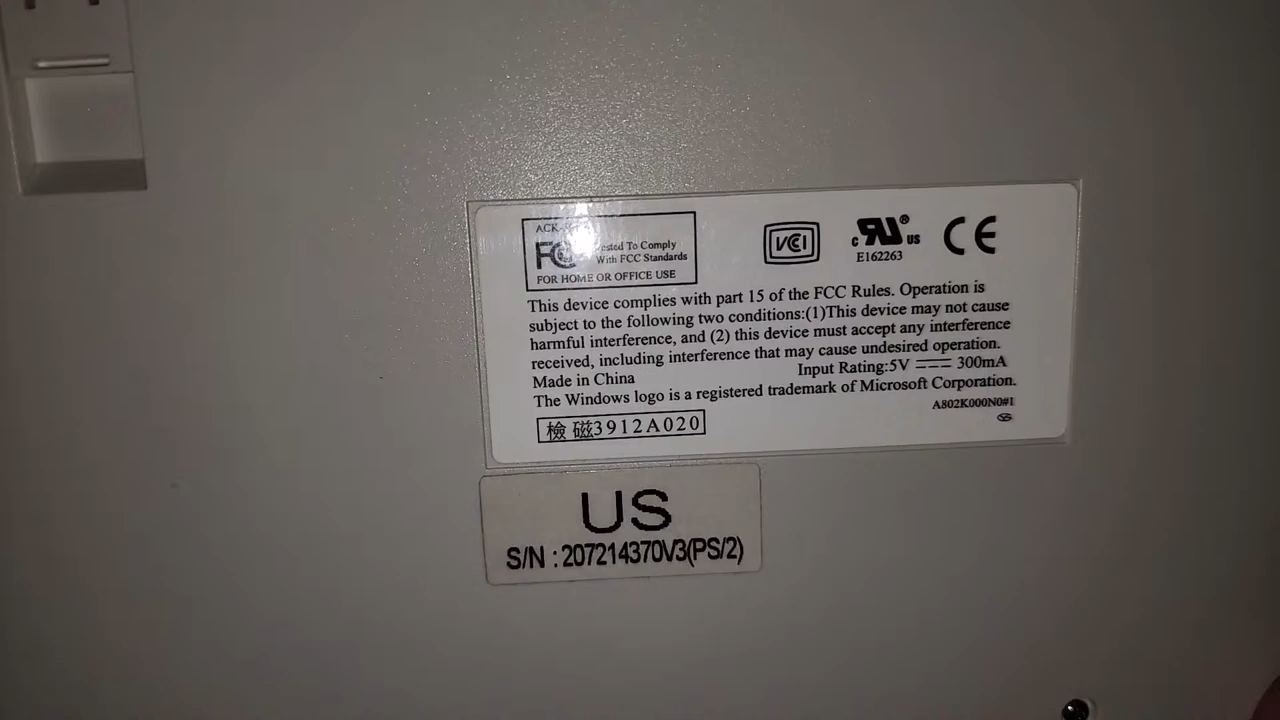 ACK-
FC Tested To Comply
With FCC Standards
FOR HOME OR OFFICE USE
VCI
c RU ® US
E162263
CE
This device complies with part 15 of the FCC Rules. Operation is
subject to the following two conditions:(1)This device may not cause
harmful interference, and (2) this device must accept any interference
received, including interference that may cause undesired operation.
Made in China Input Rating:5V 300mA
The Windows logo is a registered trademark of Microsoft Corporation.
A802K000N0#1
檢 磁3912A020
US
S/N : 207214370V3(PS/2)